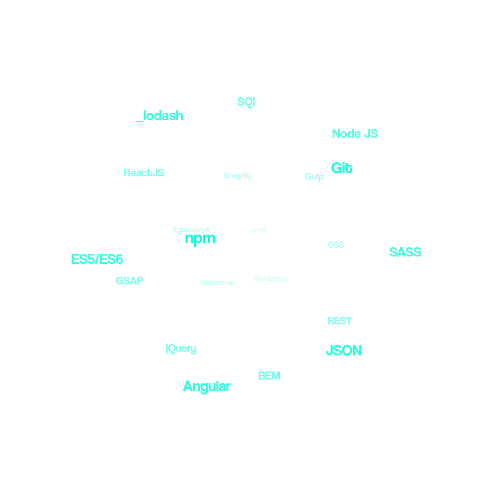 SQl
_lodash
Node JS
Git
ReactJS
Shopify
Gulp
TypeScript
npm
HTML
CSS
SASS
ES5/ES6
GSAP
Bootstrap
REST
jQuery
JSON
BEM
Angular